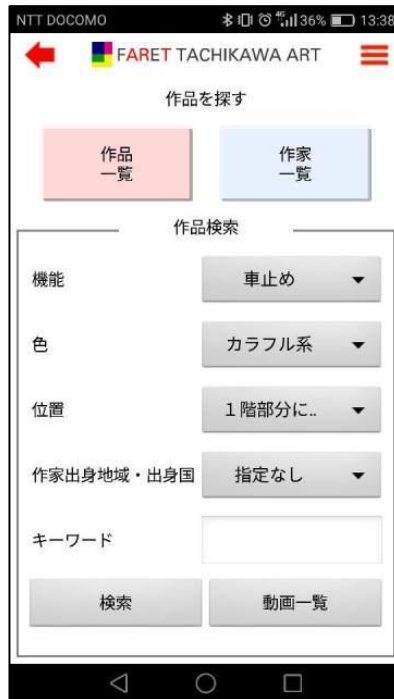 NTT DOCOMO 4G 36% 13:38
FARET TACHIKAWA ART
作品を探す
作品
一覧
作家
一覧
作品検索
機能 車止め
色 カラフル系
位置 1階部分に..
作家出身地域・出身国 指定なし
キーワード
検索 動画一覧